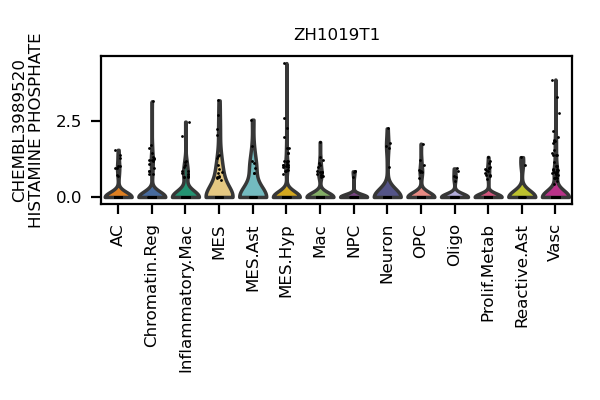 ZH1019T1
CHEMBL3989520
HISTAMINE PHOSPHATE
2.5
0.0
AC
Chromatin.Reg
Inflammatory.Mac
MES
MES.Ast
MES.Hyp
Mac
NPC
Neuron
OPC
Oligo
Prolif.Metab
Reactive.Ast
Vasc